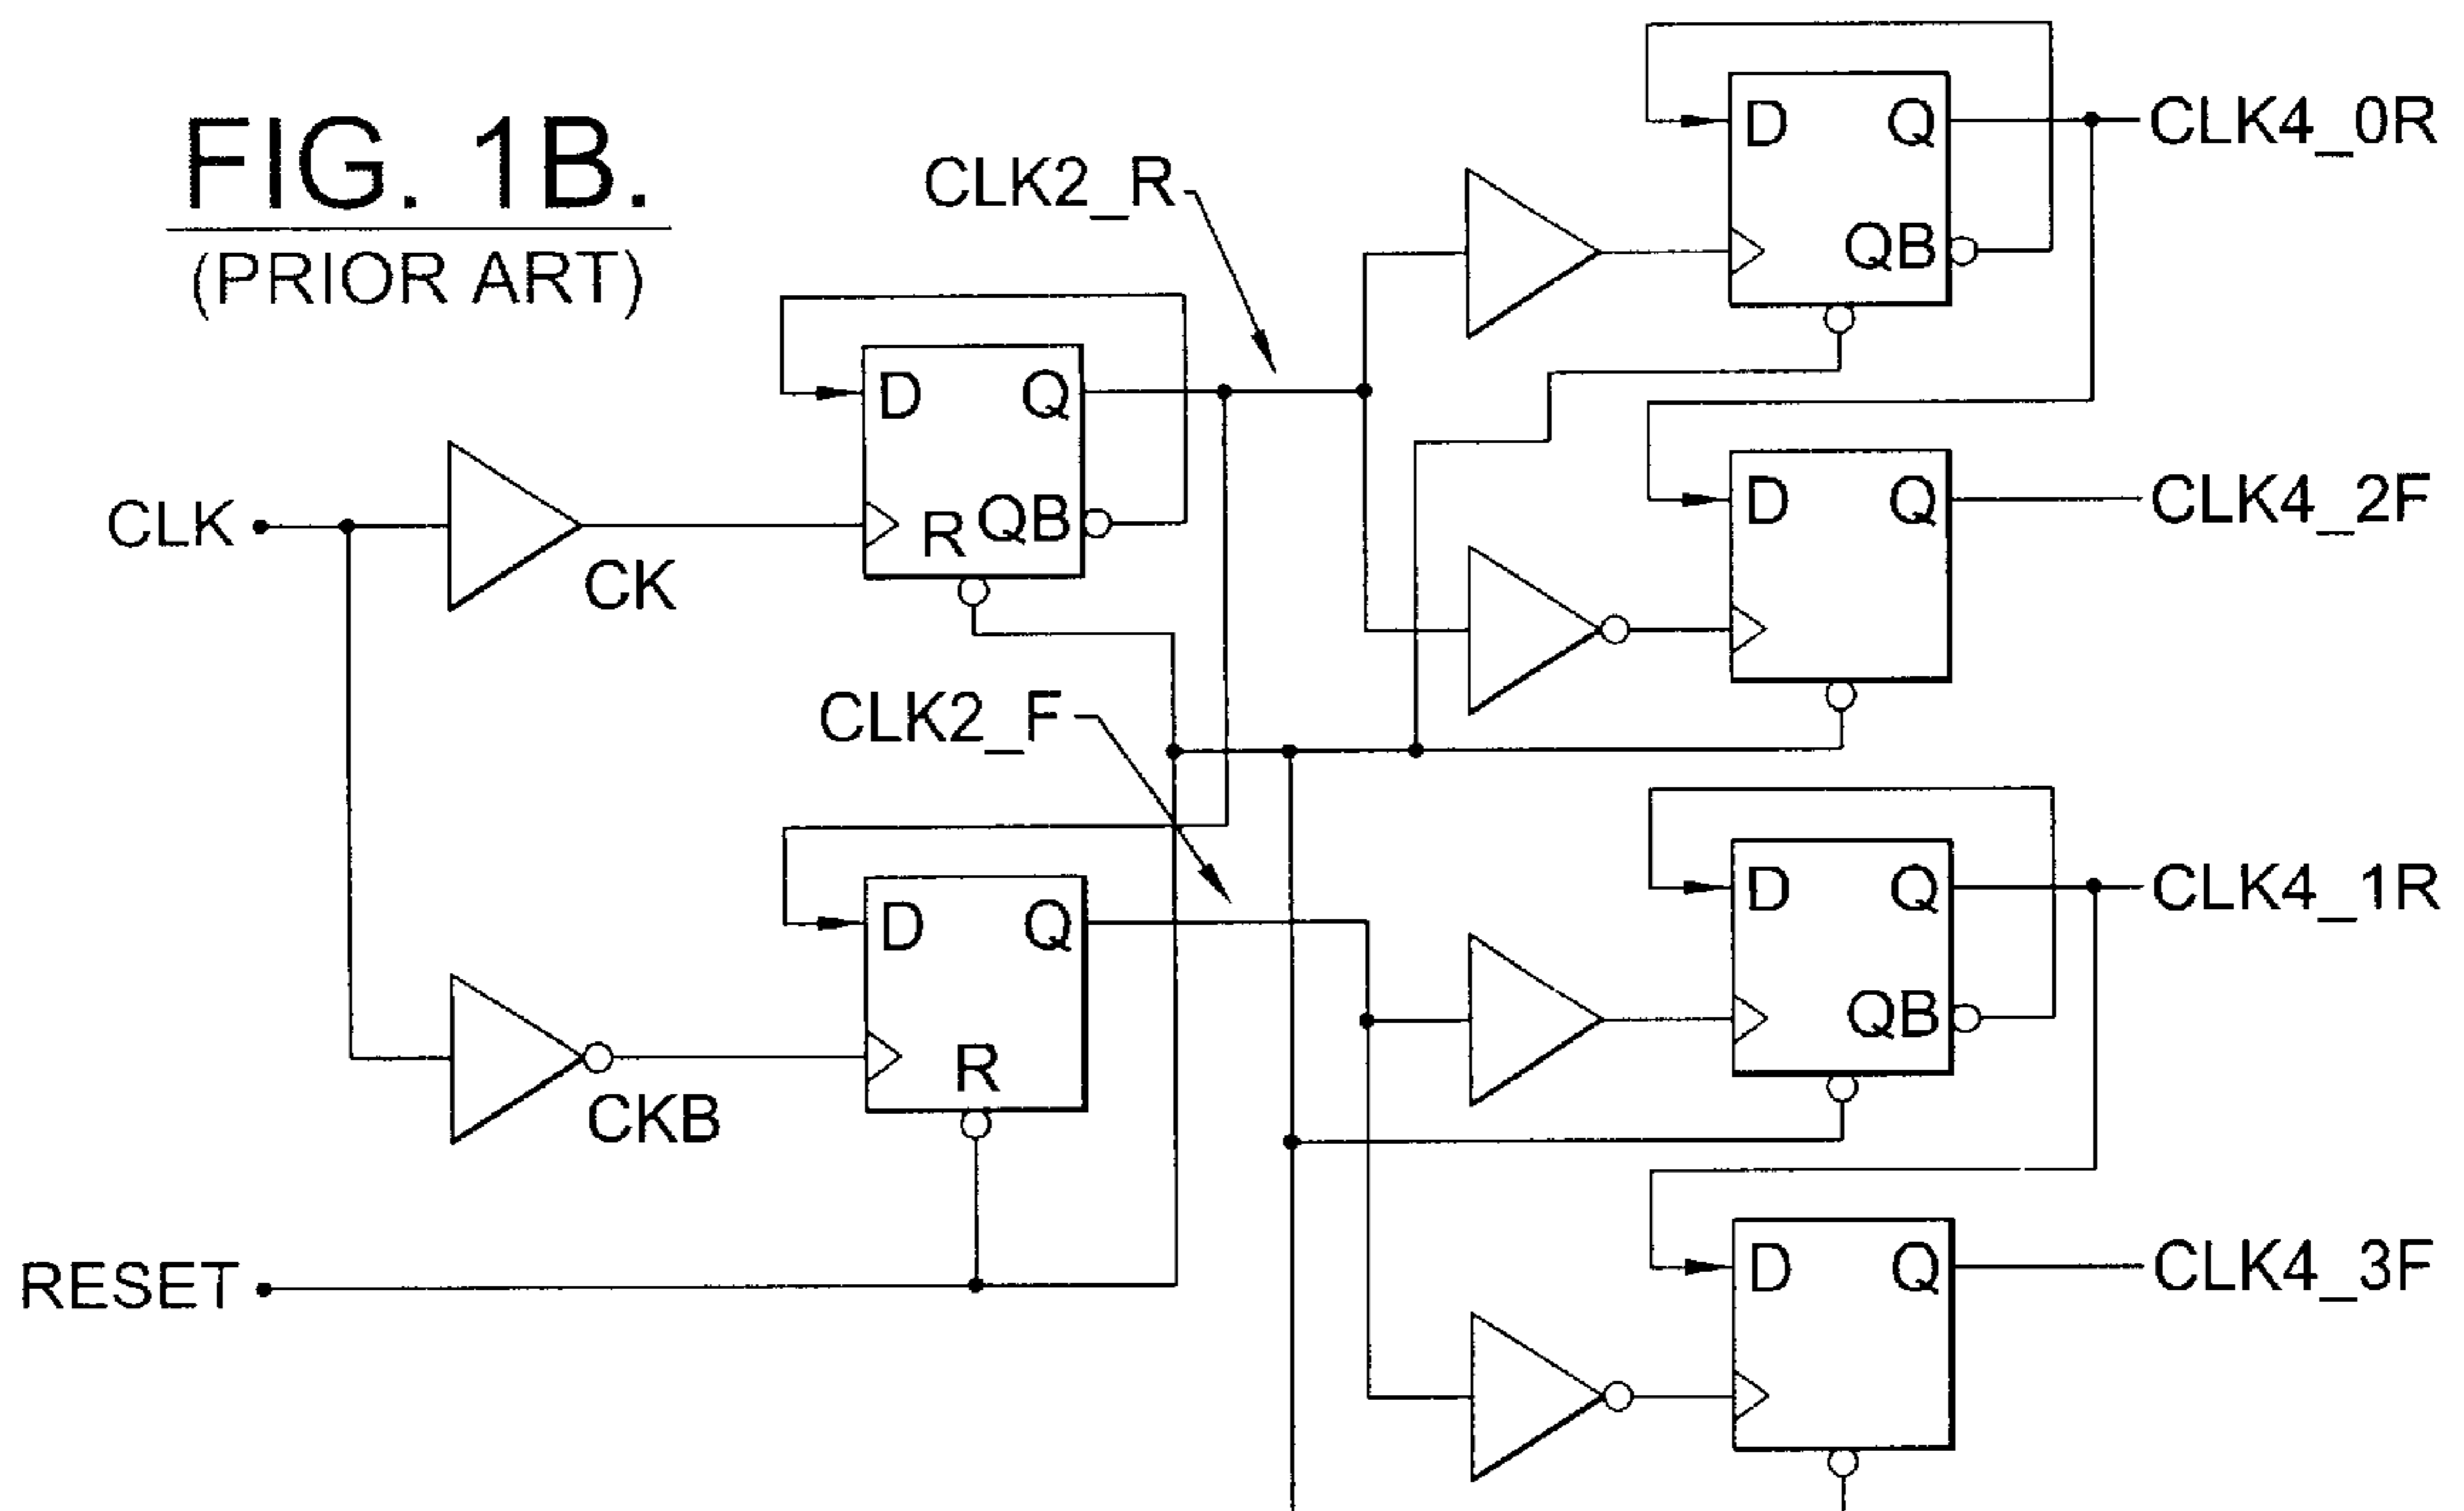 FIG. 1B.
(PRIOR ART)
CLK2_R
D Q
QB
CLK4_0R
D Q
R QB
CLK
CK
D Q
CLK4_2F
CLK2_F
D Q
R
CKB
D Q
QB
CLK4_1R
RESET
D Q
CLK4_3F